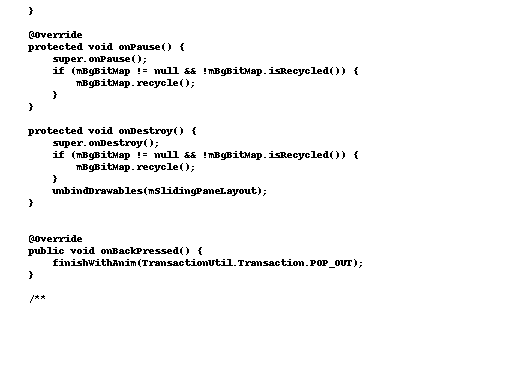 }
@Override
protected void onPause() {
super.onPause();
if (mBgBitMap != null && !mBgBitMap.isRecycled()) {
mBgBitMap.recycle();
}
}
protected void onDestroy() {
super.onDestroy();
if (mBgBitMap != null && !mBgBitMap.isRecycled()) {
mBgBitMap.recycle();
}
unbindDrawables(mSlidingPaneLayout);
}
@Override
public void onBackPressed() {
finishWithAnim(TransactionUtil.Transaction.POP_OUT);
}
/**